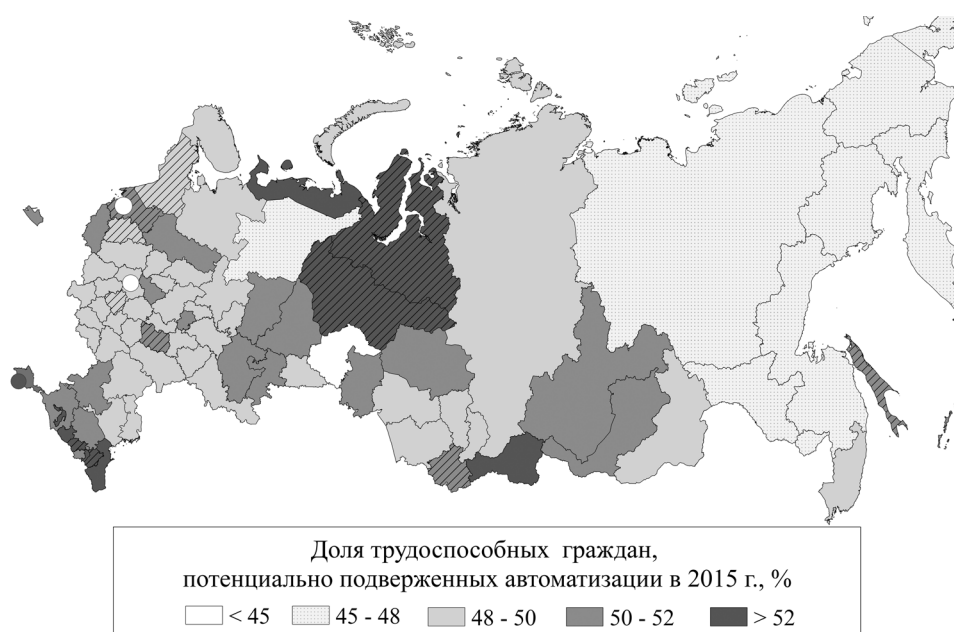 Доля трудоспособных граждан,
потенциально подверженных автоматизации в 2015 г., %
< 45 45 - 48 48 - 50 50 - 52 > 52